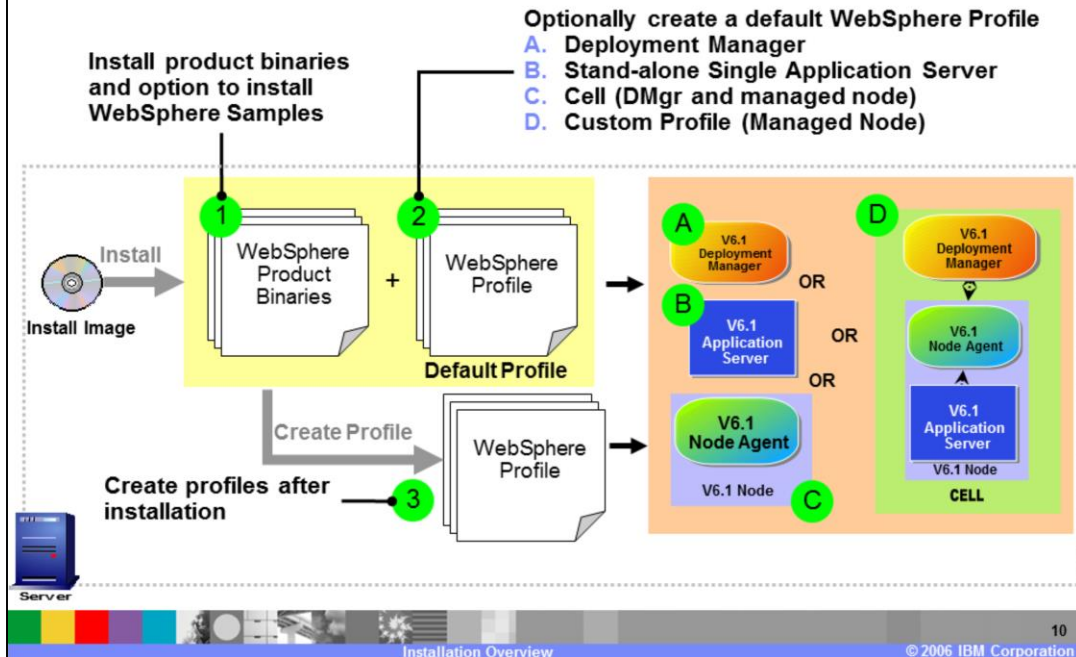 Optionally create a default WebSphere Profile
A. Deployment Manager
B. Stand-alone Single Application Server
C. Cell (DMgr and managed node)
D. Custom Profile (Managed Node)
Install product binaries
and option to install
WebSphere Samples
1
2
Install
Install Image
WebSphere
Product
Binaries
+
WebSphere
Profile
Default Profile
Create Profile
WebSphere
Profile
Create profiles after
installation
3
A
V6.1
Deployment
Manager
OR
B
V6.1
Application
Server
OR
OR
V6.1
Node Agent
V6.1 Node
C
D
V6.1
Deployment
Manager
V6.1
Node Agent
V6.1
Application
Server
V6.1 Node
CELL
Server
10
Installation Overview
© 2006 IBM Corporation